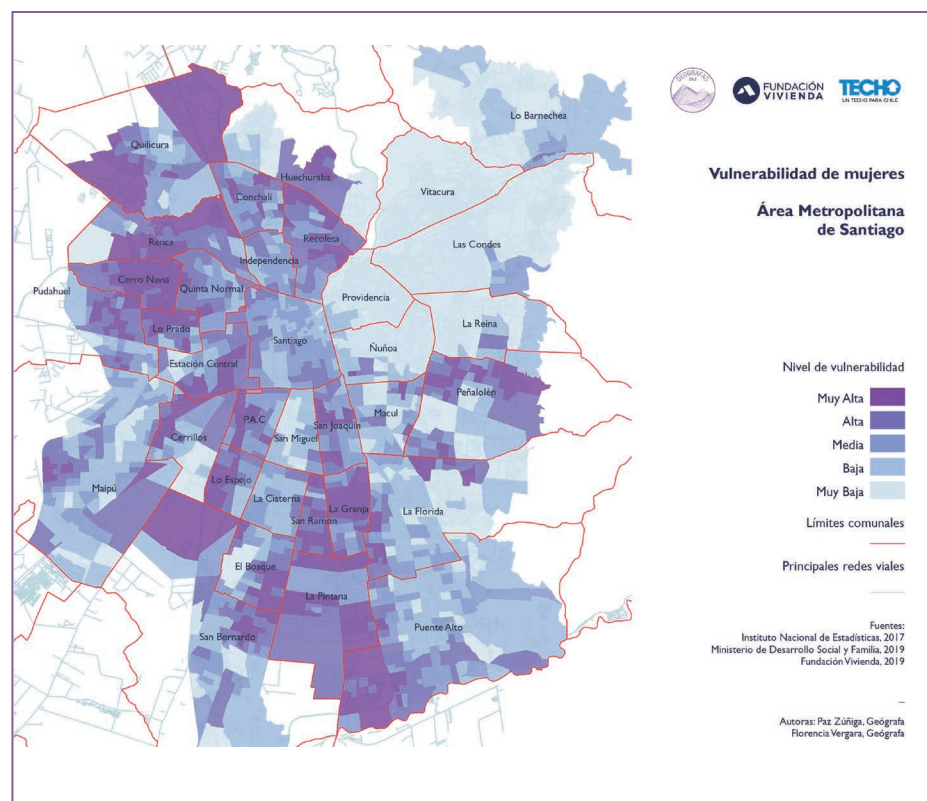 GEÓGRAFAS
CHILE
FUNDACIÓN
VIVIENDA
TECHO
UN TECHO PARA CHILE
Vulnerabilidad de mujeres
Área Metropolitana
de Santiago
Lo Barnechea
Quilicura
Huechuraba
Vitacura
Conchalí
Recoleta
Las Condes
Renca
Independencia
Cerro Navia
Quinta Normal
Pudahuel
Providencia
La Reina
Lo Prado
Santiago
Ñuñoa
Estación Central
Peñalolén
Macul
P.A.C
San Joaquín
Cerrillos
San Miguel
Lo Espejo
Maipú
La Cisterna
La Granja
La Florida
San Ramón
El Bosque
La Pintana
San Bernardo
Puente Alto
Nivel de vulnerabilidad
Muy Alta
Alta
Media
Baja
Muy Baja
Límites comunales
Principales redes viales
Fuentes:
Instituto Nacional de Estadísticas, 2017
Ministerio de Desarrollo Social y Familia, 2019
Fundación Vivienda, 2019
–
Autoras: Paz Zúñiga, Geógrafa
Florencia Vergara, Geógrafa